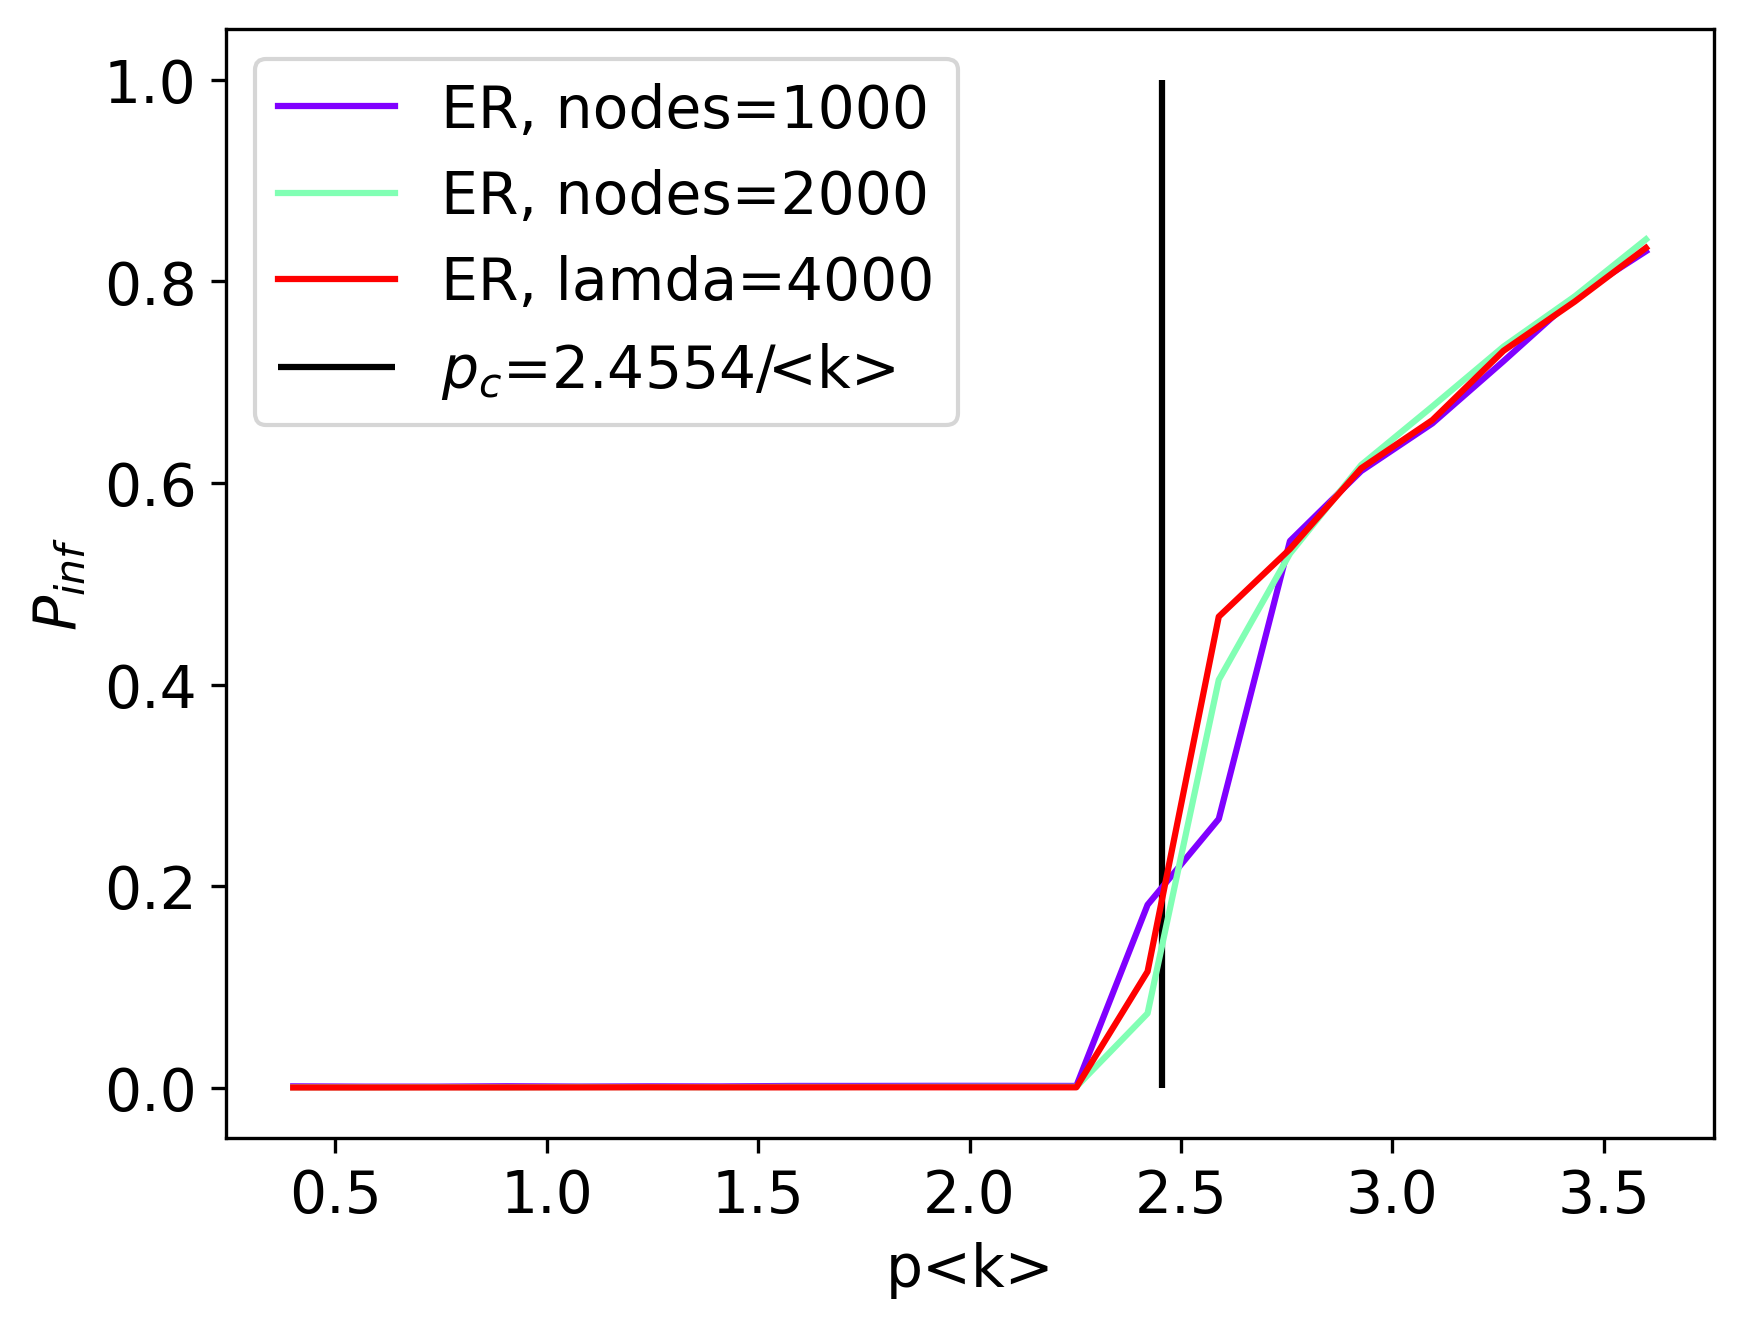 ER, nodes=1000
ER, nodes=2000
ER, lamda=4000
p_c=2.4554/<k>
1.0
0.8
0.6
0.4
0.2
0.0
P_inf
0.5 1.0 1.5 2.0 2.5 3.0 3.5
p<k>